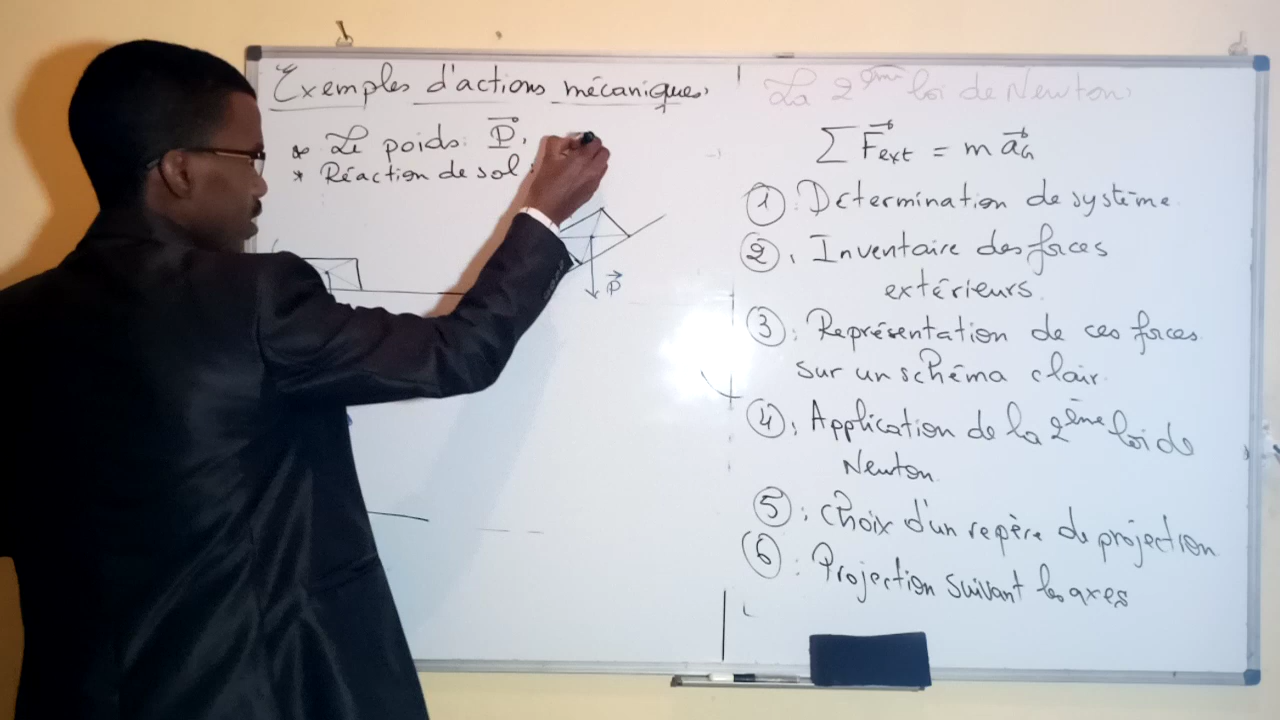 Exemples d'actions mécaniques.
* Le poids: P⃗.
* Réaction de sol:
P⃗
La 2ème loi de Newton:
∑ F⃗ext = m a⃗G
① : Détermination de système.
② : Inventaire des forces
extérieurs.
③ : Représentation de ces forces
sur un schéma clair.
④ : Application de la 2ème loi de
Newton.
⑤ : Choix d'un repère de projection
⑥ : Projection suivant les axes